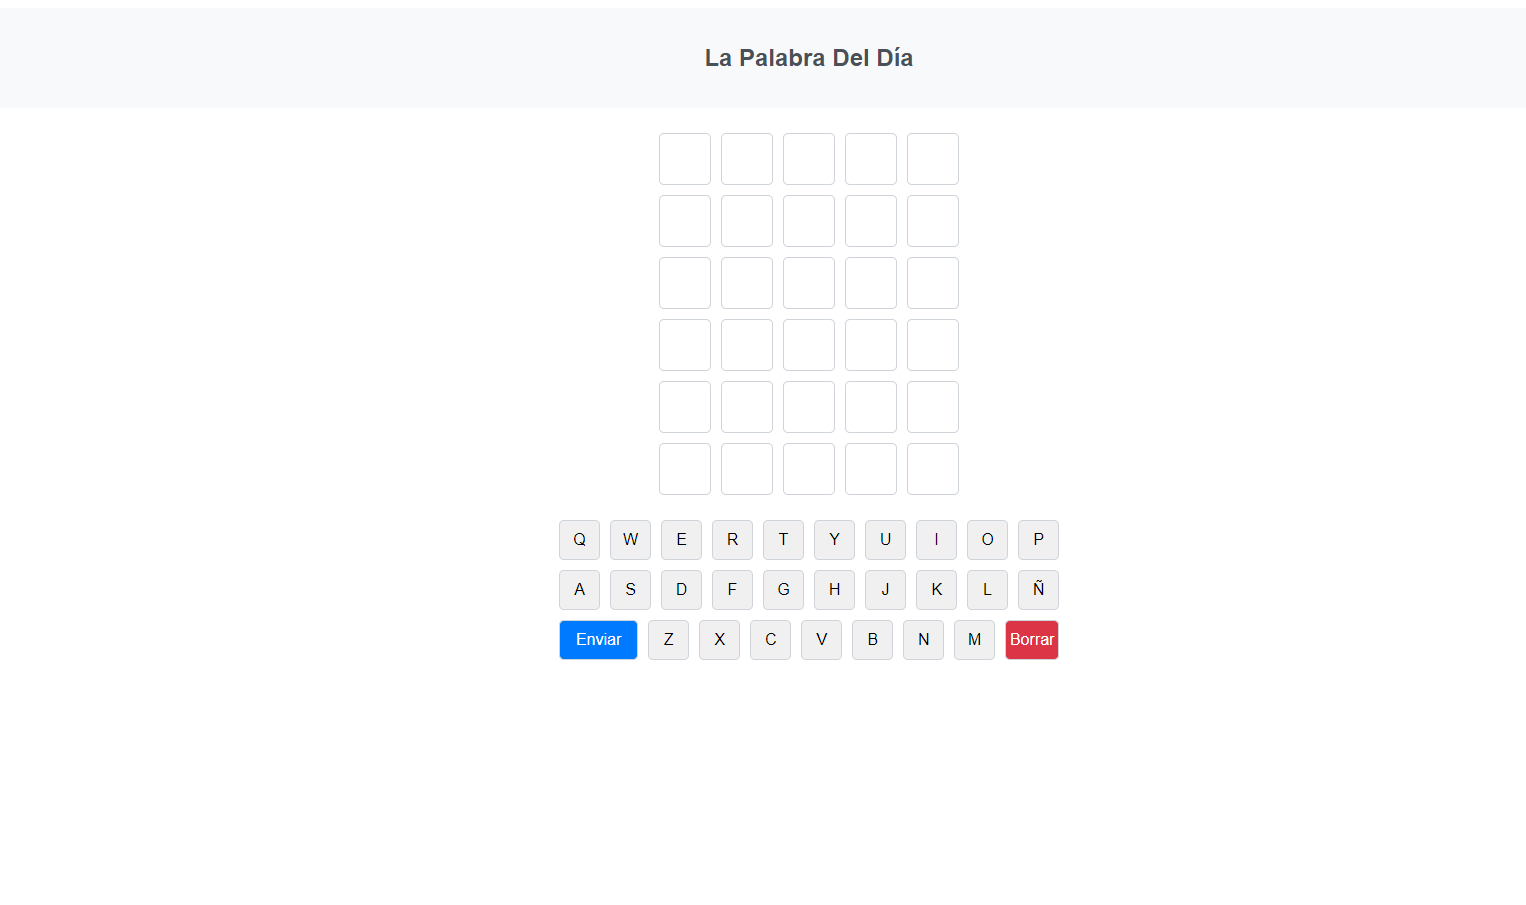 La Palabra Del Día
Q W E R T Y U I O P
A S D F G H J K L Ñ
Enviar Z X C V B N M Borrar